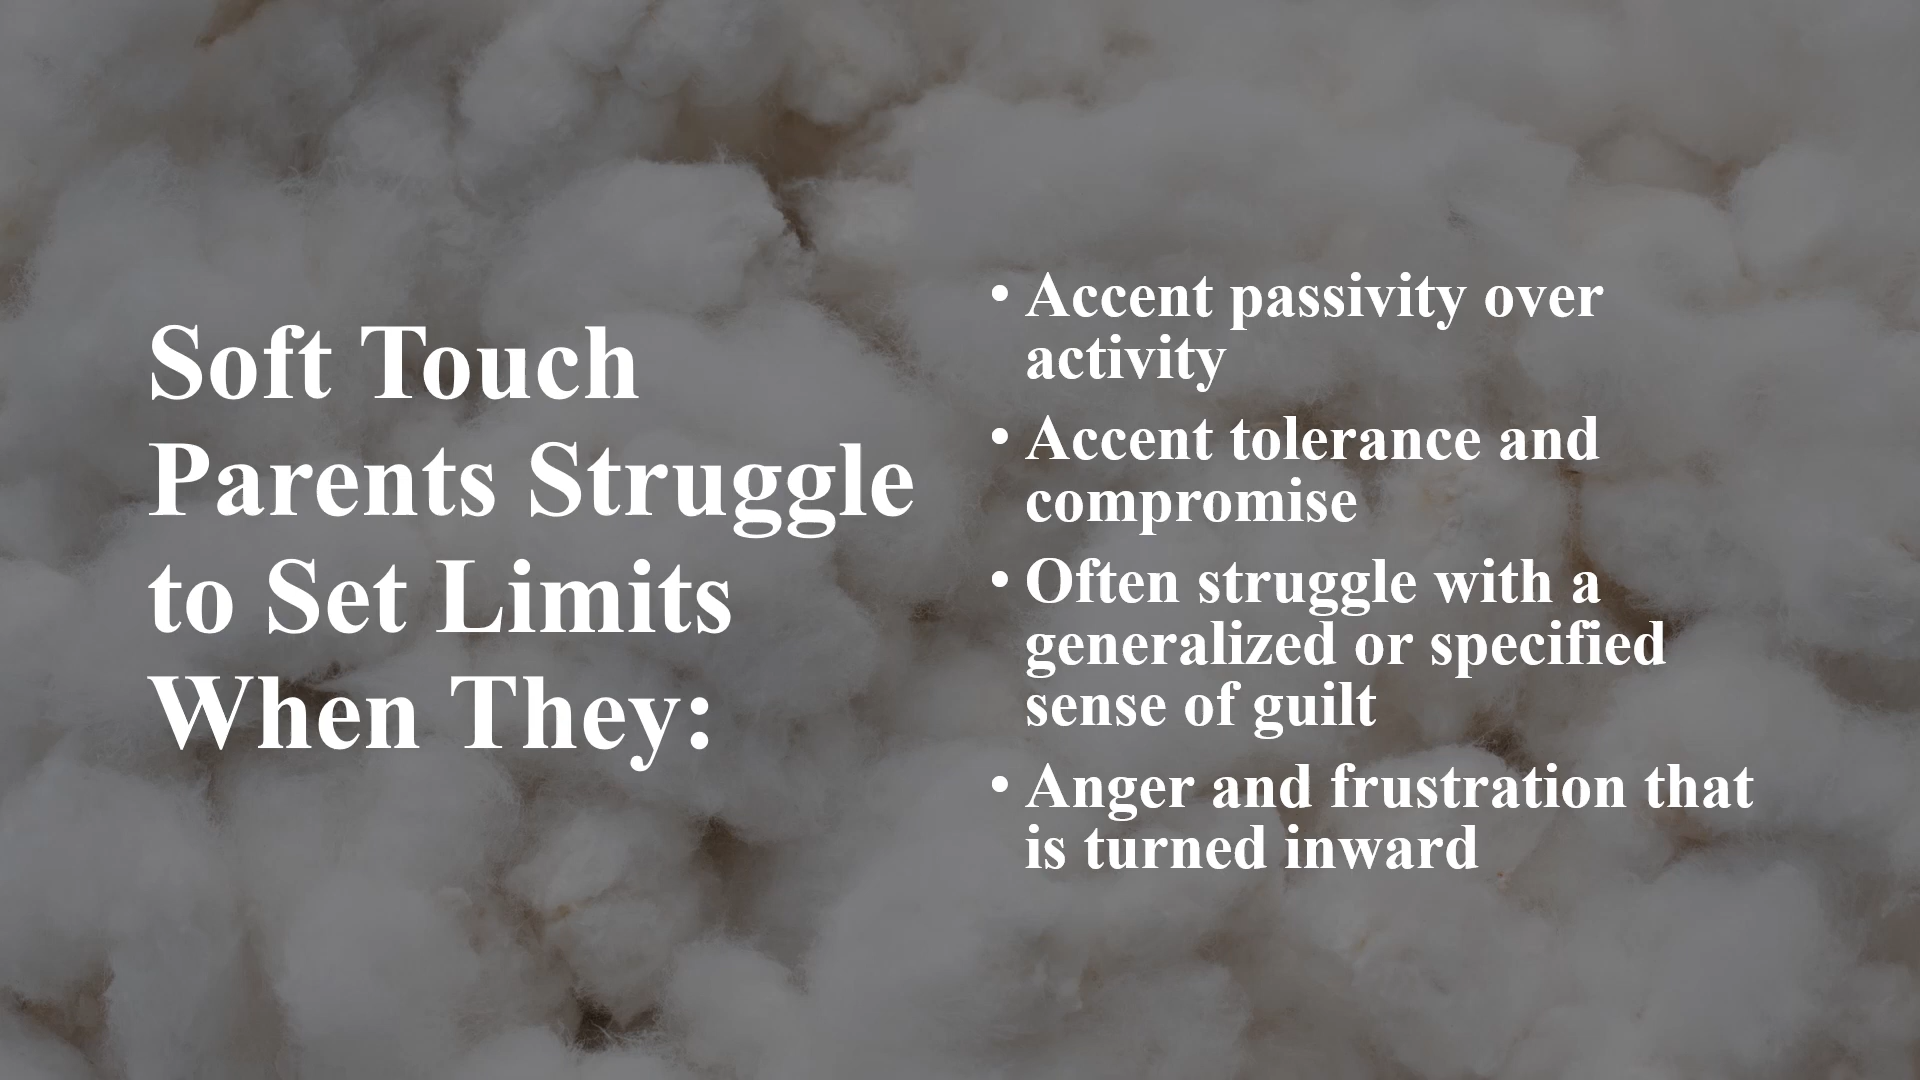 Soft Touch
Parents Struggle
to Set Limits
When They:
• Accent passivity over
activity
• Accent tolerance and
compromise
• Often struggle with a
generalized or specified
sense of guilt
• Anger and frustration that
is turned inward